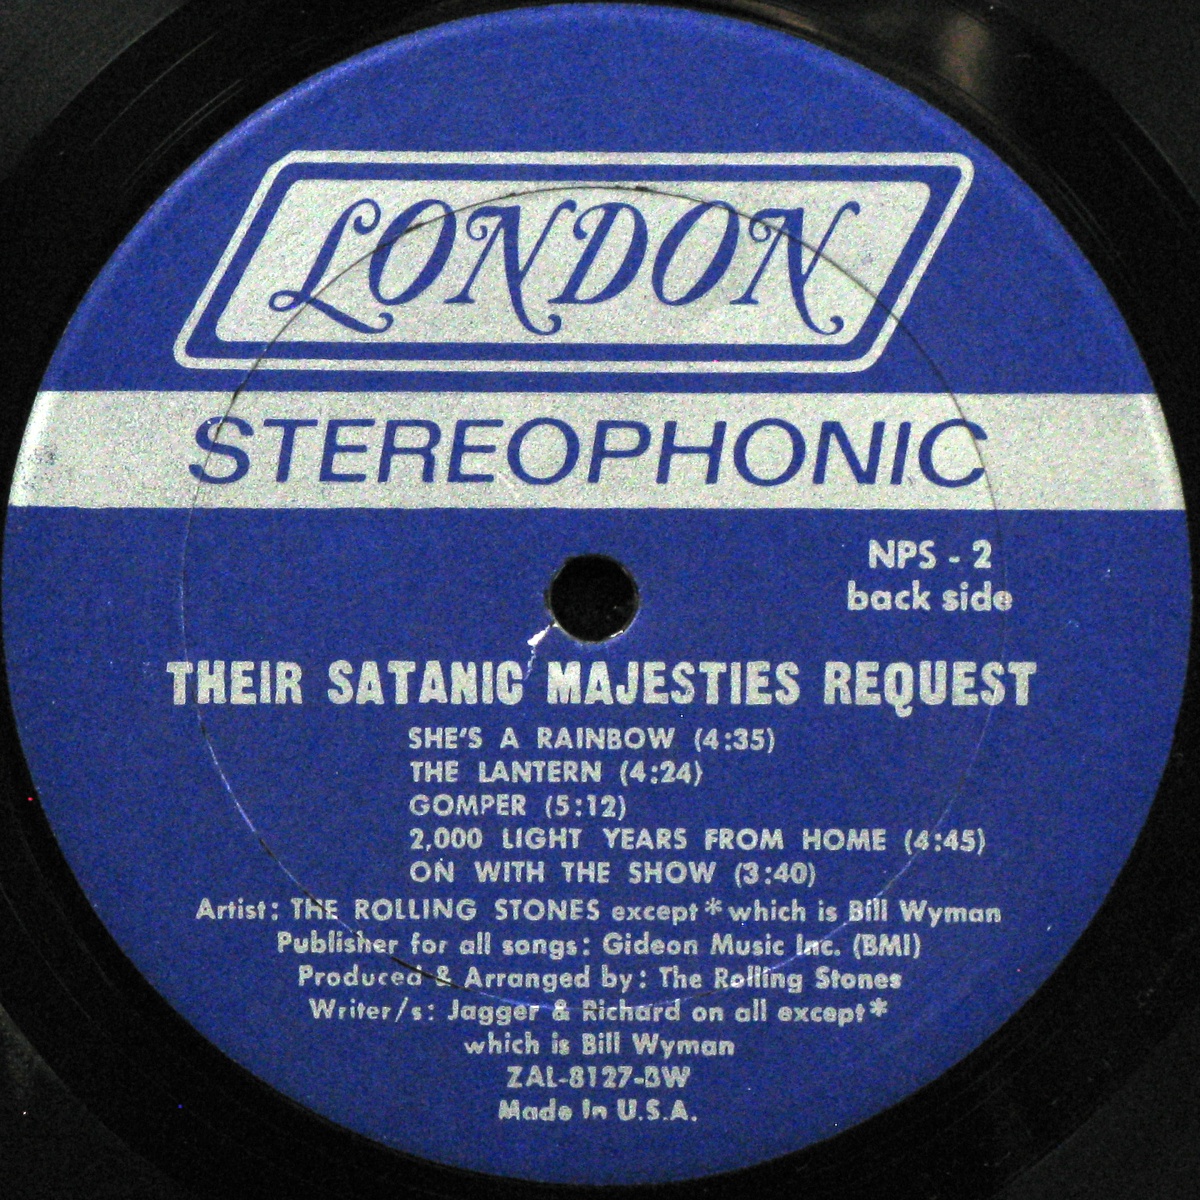 LONDON
STEREOPHONIC
NPS - 2
back side
THEIR SATANIC MAJESTIES REQUEST
SHE'S A RAINBOW (4:35)
THE LANTERN (4:24)
GOMPER (5:12)
2,000 LIGHT YEARS FROM HOME (4:45)
ON WITH THE SHOW (3:40)
Artist: THE ROLLING STONES except * which is Bill Wyman
Publisher for all songs: Gideon Music Inc. (BMI)
Produced & Arranged by: The Rolling Stones
Writer/s: Jagger & Richard on all except *
which is Bill Wyman
ZAL-8127-BW
Made In U.S.A.